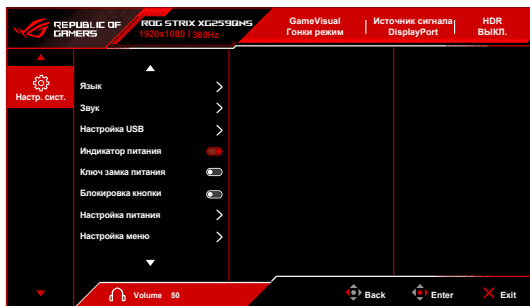 REPUBLIC OF
GAMERS
ROG STRIX XG259QNS
1920x1080 | 380Hz
GameVisual
Гонки режим
Источник сигнала
DisplayPort
HDR
ВЫКЛ.
Настр. сист.
Язык
Звук
Настройка USB
Индикатор питания
Ключ замка питания
Блокировка кнопки
Настройка питания
Настройка меню
Volume 50
Back
Enter
Exit